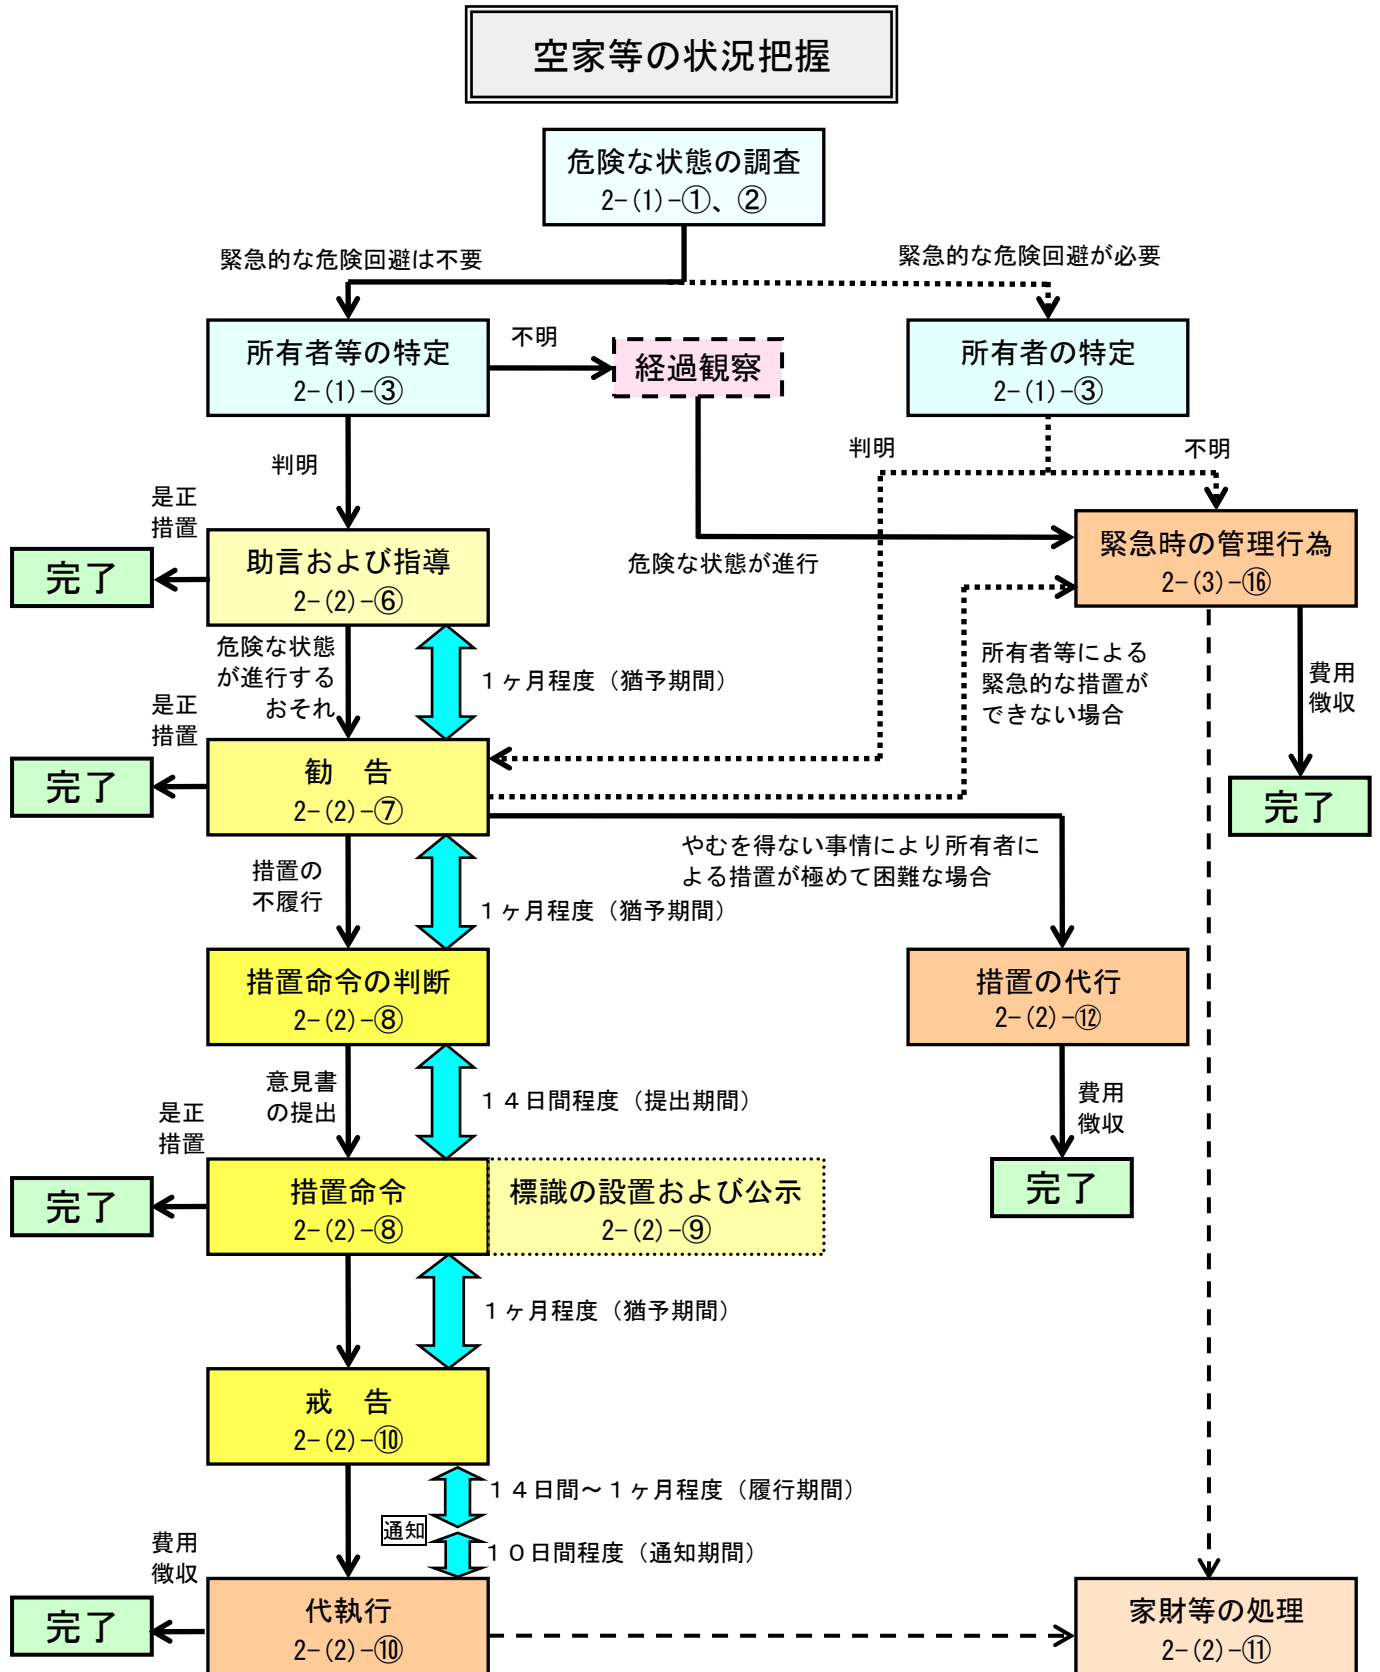 空家等の状況把握
危険な状態の調査
2-(1)-①、②
緊急的な危険回避は不要
緊急的な危険回避が必要
所有者等の特定
2-(1)-③
不明
経過観察
所有者の特定
2-(1)-③
判明
判明
不明
是正
措置
完了
助言および指導
2-(2)-⑥
危険な状態が進行
緊急時の管理行為
2-(3)-⑯
危険な状態
が進行する
おそれ
1ヶ月程度（猶予期間）
所有者等による
緊急的な措置が
できない場合
費用
徴収
是正
措置
完了
勧　告
2-(2)-⑦
完了
措置の
不履行
やむを得ない事情により所有者に
よる措置が極めて困難な場合
1ヶ月程度（猶予期間）
措置命令の判断
2-(2)-⑧
措置の代行
2-(2)-⑫
意見書
の提出
１４日間程度（提出期間）
費用
徴収
是正
措置
完了
措置命令
2-(2)-⑧
標識の設置および公示
2-(2)-⑨
完了
1ヶ月程度（猶予期間）
戒　告
2-(2)-⑩
１４日間～１ヶ月程度（履行期間）
通知
１０日間程度（通知期間）
費用
徴収
完了
代執行
2-(2)-⑩
家財等の処理
2-(2)-⑪